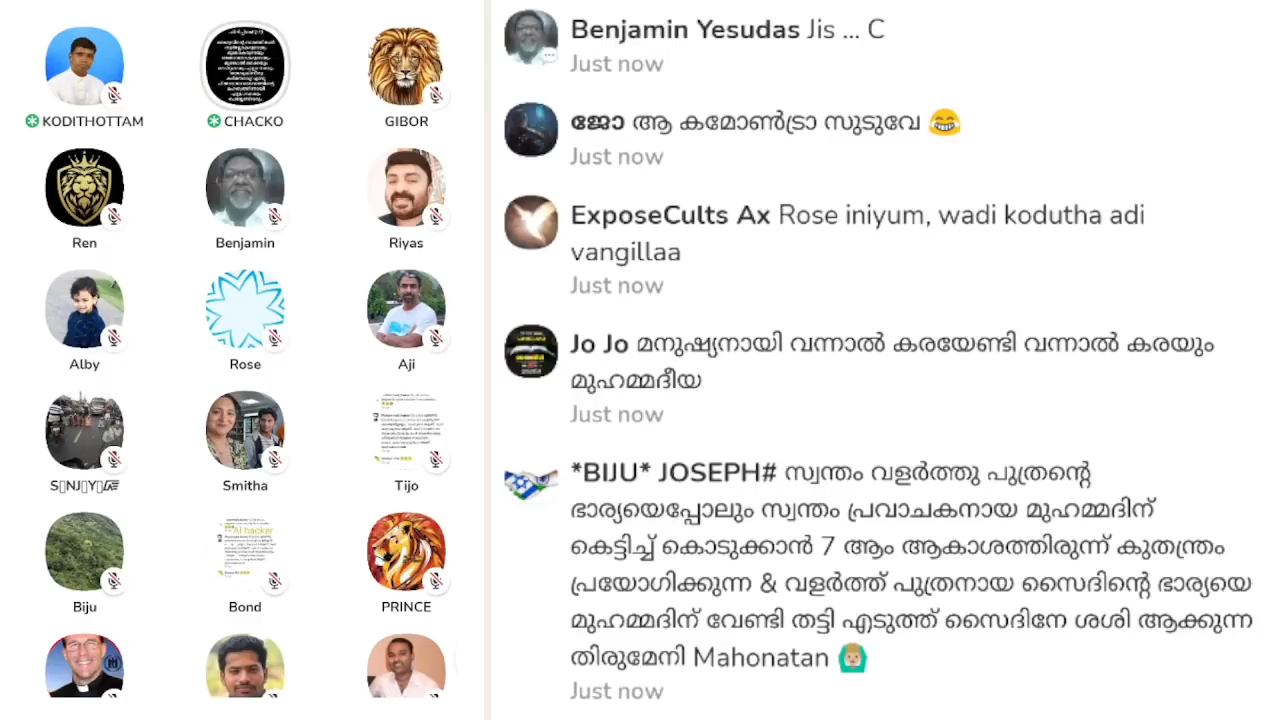 KODITHOTTAM
CHACKO
GIBOR
Ren
Benjamin
Riyas
Alby
Rose
Aji
Smitha
Tijo
AI hacker
Biju
Bond
PRINCE
Benjamin Yesudas Jis ... C
Just now
ജോ ആ കമോൺട്രാ സുടുവേ 😂
Just now
ExposeCults Ax Rose iniyum, wadi kodutha adi
vangillaa
Just now
Jo Jo മനുഷ്യനായി വന്നാൽ കരയേണ്ടി വന്നാൽ കരയും
മുഹമ്മദീയ
Just now
*BIJU* JOSEPH# സ്വന്തം വളർത്തു പുത്രന്റെ
ഭാര്യയെപ്പോലും സ്വന്തം പ്രവാചകനായ മുഹമ്മദിന്
കെട്ടിച്ച് കൊടുക്കാൻ 7 ആം ആകാശത്തിരുന്ന് കുതന്ത്രം
പ്രയോഗിക്കുന്ന & വളർത്ത് പുത്രനായ സൈദിന്റെ ഭാര്യയെ
മുഹമ്മദിന് വേണ്ടി തട്ടി എടുത്ത് സൈദിനേ ശശി ആക്കുന്ന
തിരുമേനി Mahonatan 🙆🏼‍♂️
Just now